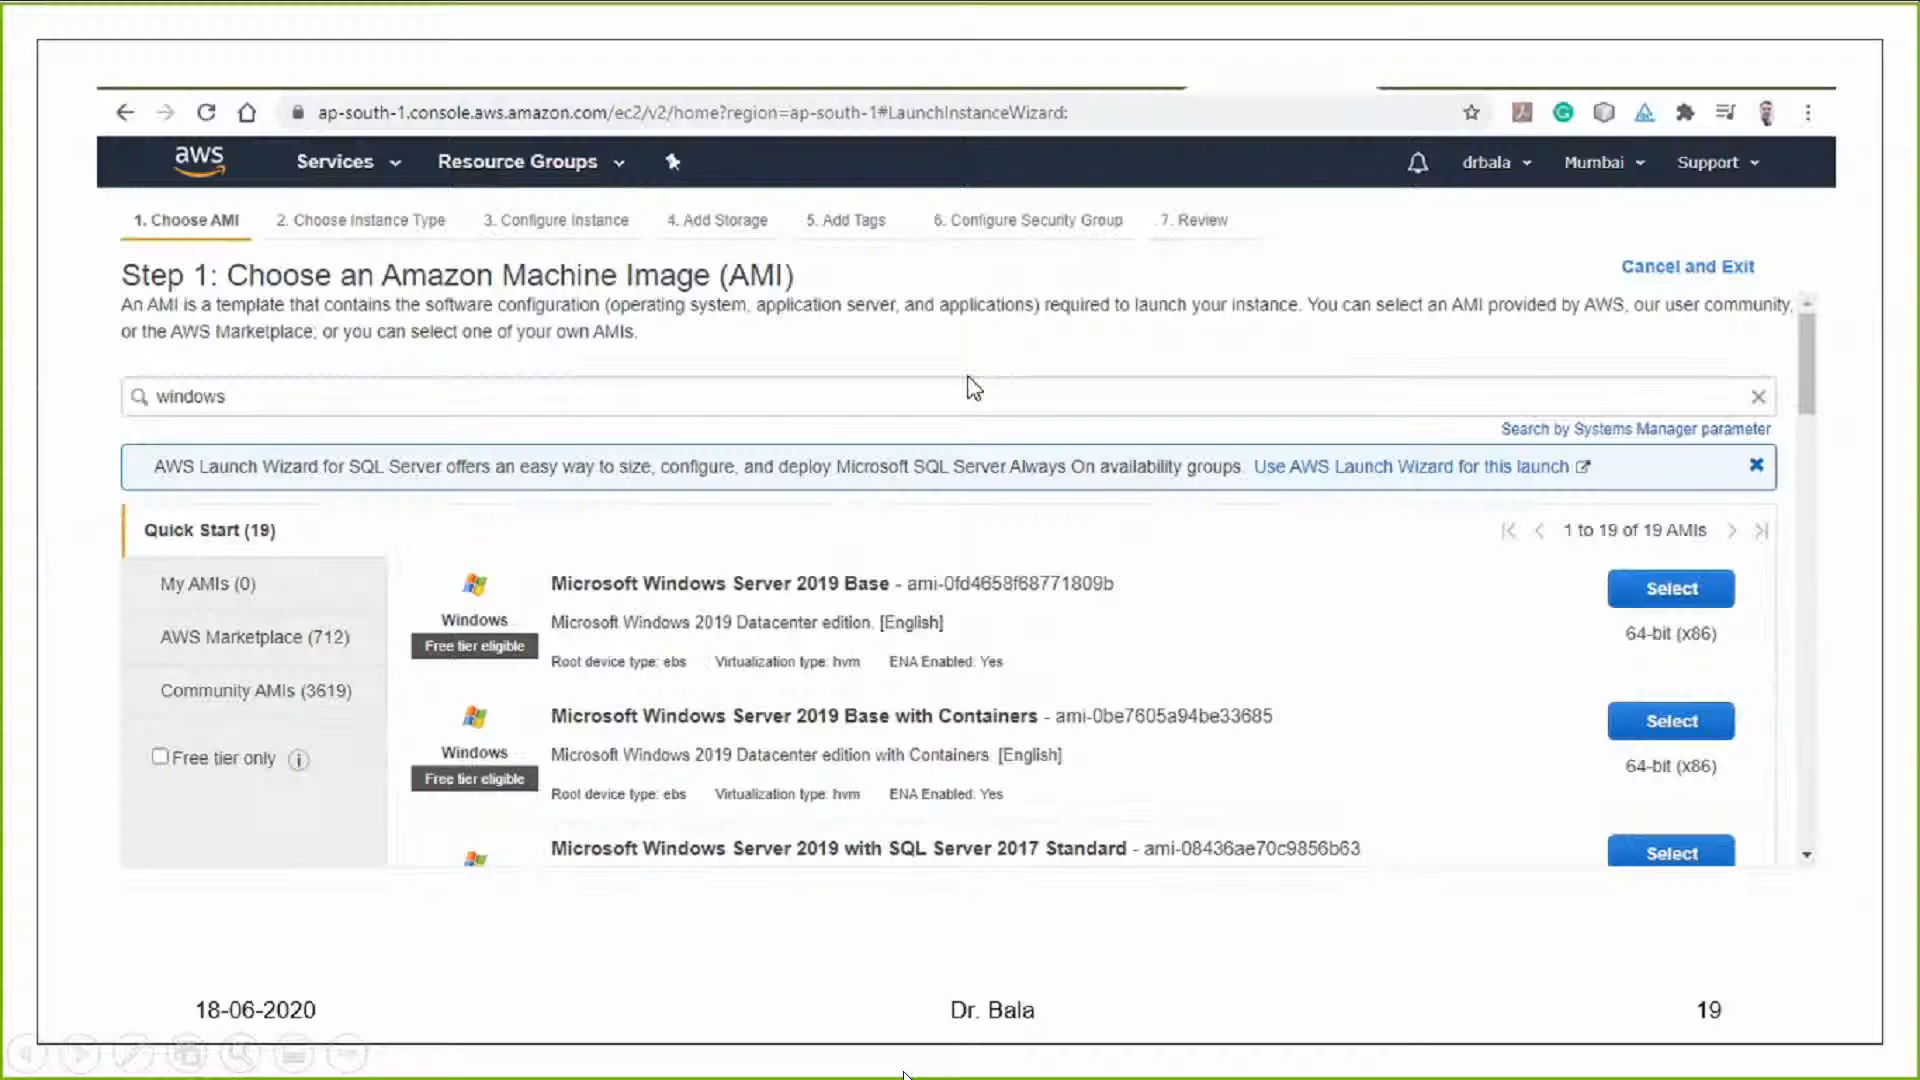 ap-south-1.console.aws.amazon.com/ec2/v2/home?region=ap-south-1#LaunchInstanceWizard:
aws Services Resource Groups drbala Mumbai Support
1. Choose AMI 2. Choose Instance Type 3. Configure Instance 4. Add Storage 5. Add Tags 6. Configure Security Group 7. Review
Step 1: Choose an Amazon Machine Image (AMI)
Cancel and Exit
An AMI is a template that contains the software configuration (operating system, application server, and applications) required to launch your instance. You can select an AMI provided by AWS, our user community,
or the AWS Marketplace; or you can select one of your own AMIs.
windows
Search by Systems Manager parameter
AWS Launch Wizard for SQL Server offers an easy way to size, configure, and deploy Microsoft SQL Server Always On availability groups. Use AWS Launch Wizard for this launch
Quick Start (19)
1 to 19 of 19 AMIs
My AMIs (0)
AWS Marketplace (712)
Community AMIs (3619)
Free tier only
Windows
Free tier eligible
Microsoft Windows Server 2019 Base - ami-0fd4658f68771809b
Microsoft Windows 2019 Datacenter edition. [English]
Root device type: ebs Virtualization type: hvm ENA Enabled: Yes
Select
64-bit (x86)
Windows
Free tier eligible
Microsoft Windows Server 2019 Base with Containers - ami-0be7605a94be33685
Microsoft Windows 2019 Datacenter edition with Containers. [English]
Root device type: ebs Virtualization type: hvm ENA Enabled: Yes
Select
64-bit (x86)
Microsoft Windows Server 2019 with SQL Server 2017 Standard - ami-08436ae70c9856b63
Select
18-06-2020 Dr. Bala 19